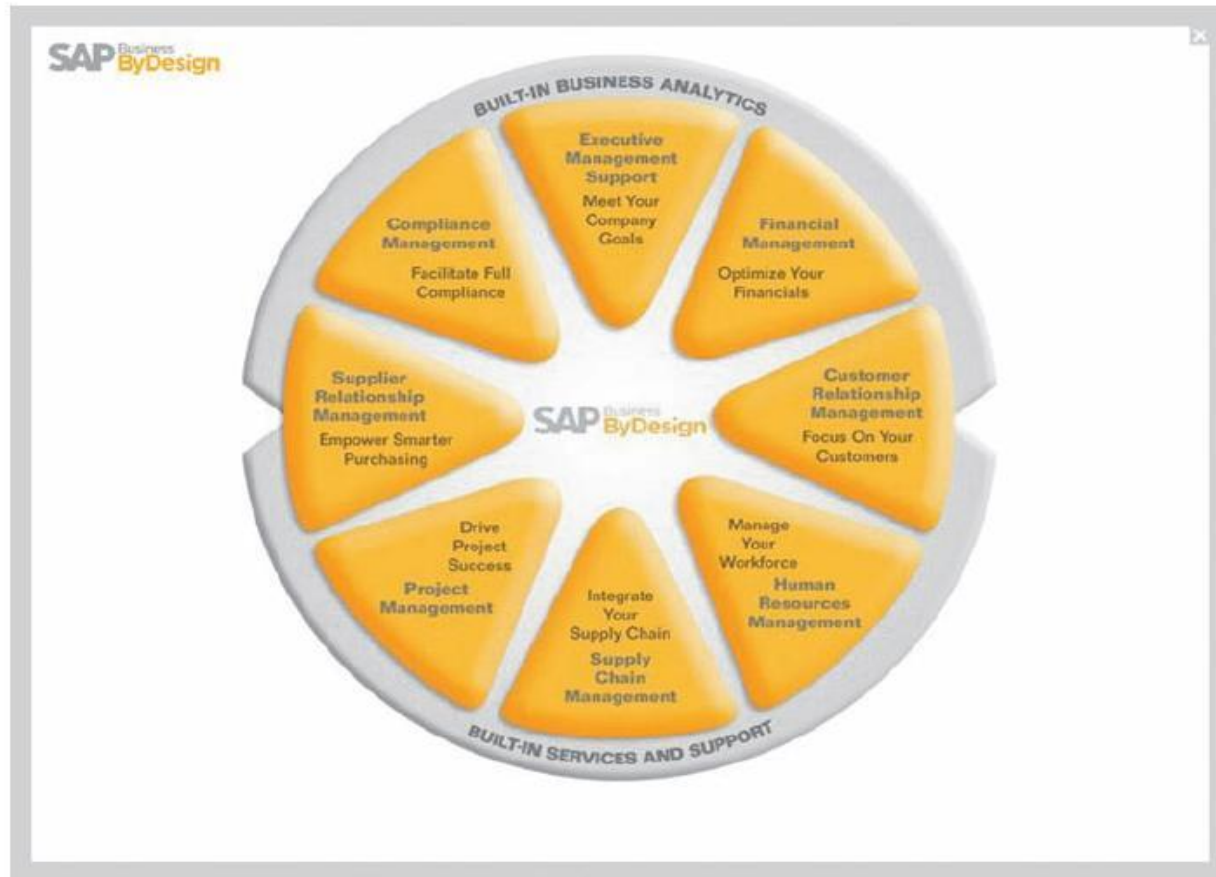 SAP Business
ByDesign
BUILT-IN BUSINESS ANALYTICS
Executive
Management
Support
Meet Your
Company
Goals
Financial
Management
Optimize Your
Financials
Customer
Relationship
Management
Focus On Your
Customers
Manage
Your
Workforce
Human
Resources
Management
Integrate
Your
Supply Chain
Supply
Chain
Management
Drive
Project
Success
Project
Management
Supplier
Relationship
Management
Empower Smarter
Purchasing
Compliance
Management
Facilitate Full
Compliance
SAP Business
ByDesign
BUILT-IN SERVICES AND SUPPORT